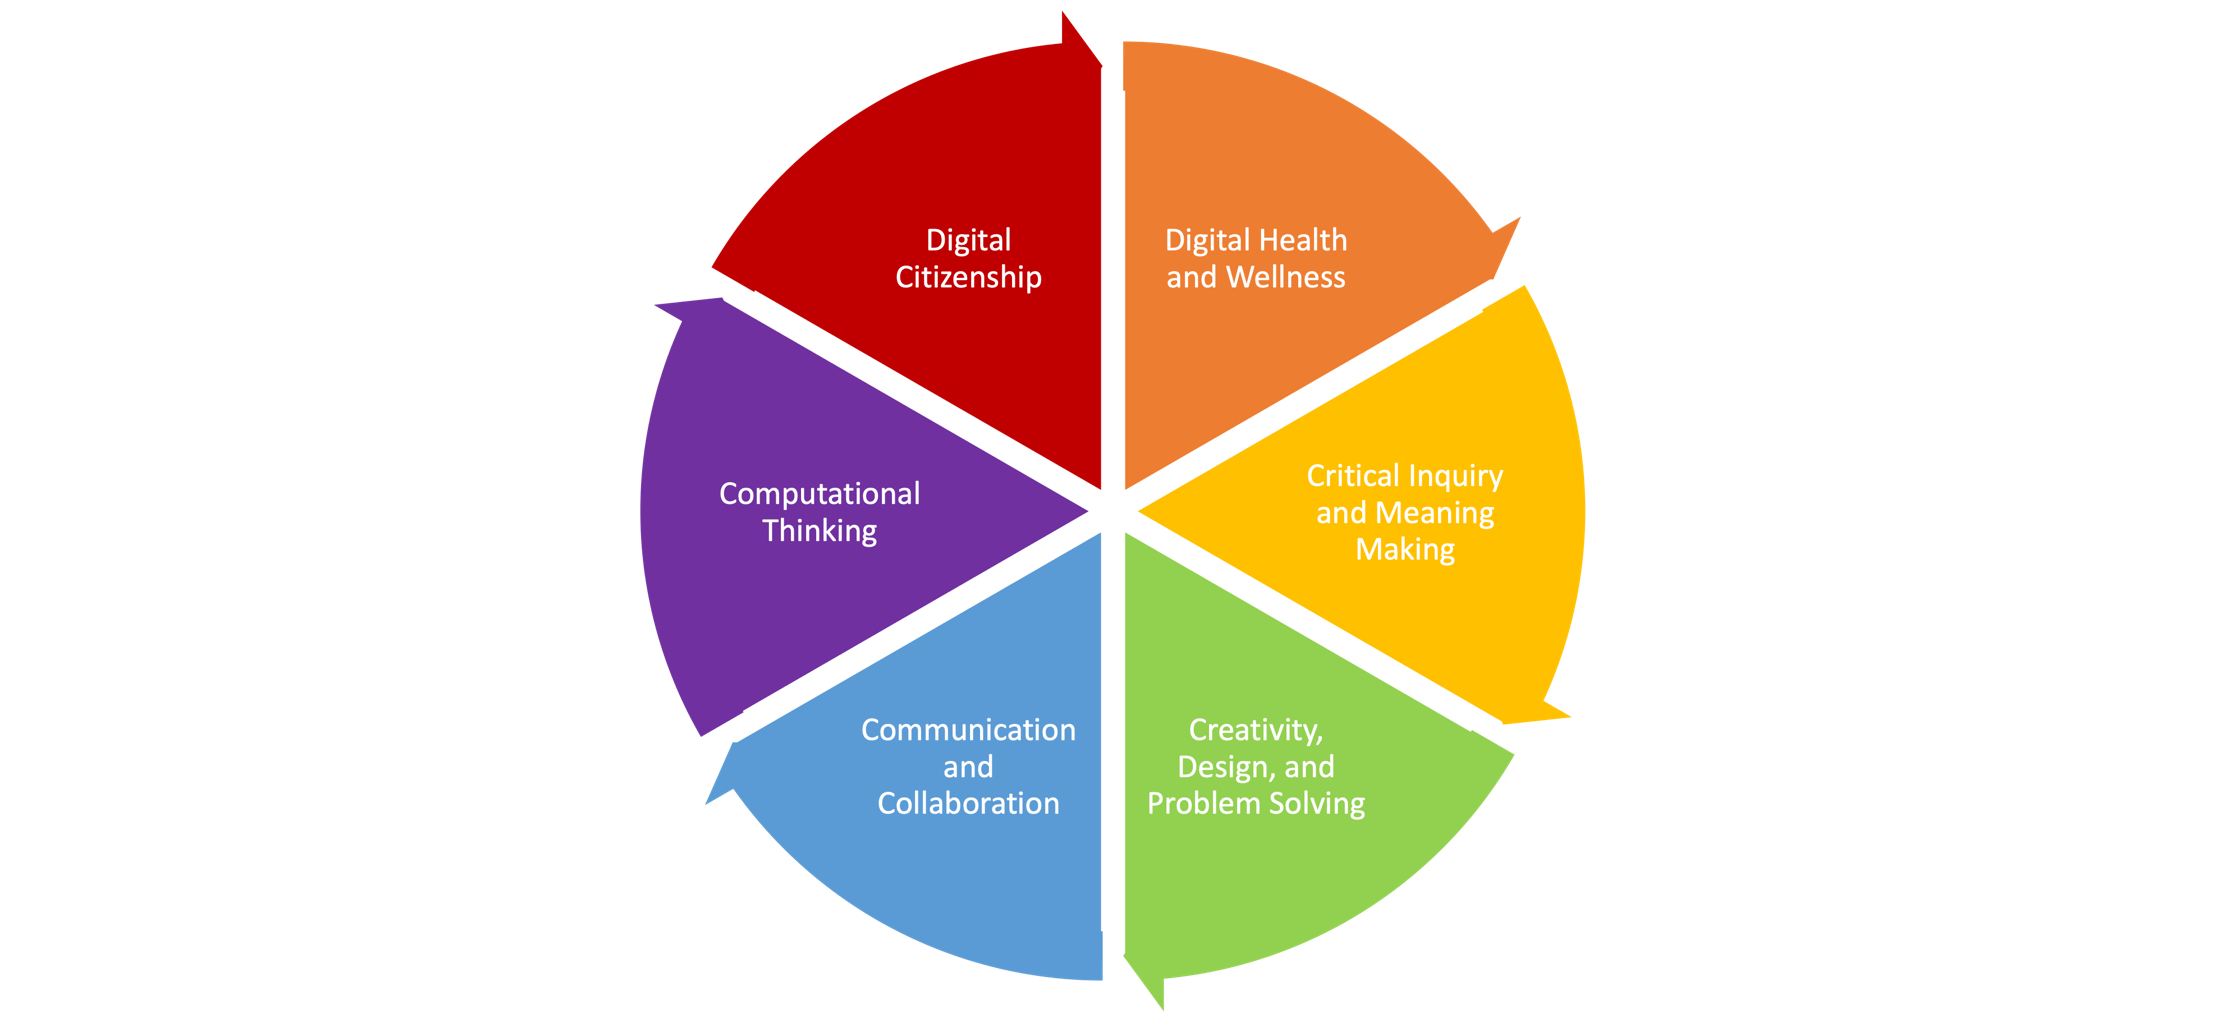 Digital
Citizenship
Digital Health
and Wellness
Critical Inquiry
and Meaning
Making
Creativity,
Design, and
Problem Solving
Communication
and
Collaboration
Computational
Thinking